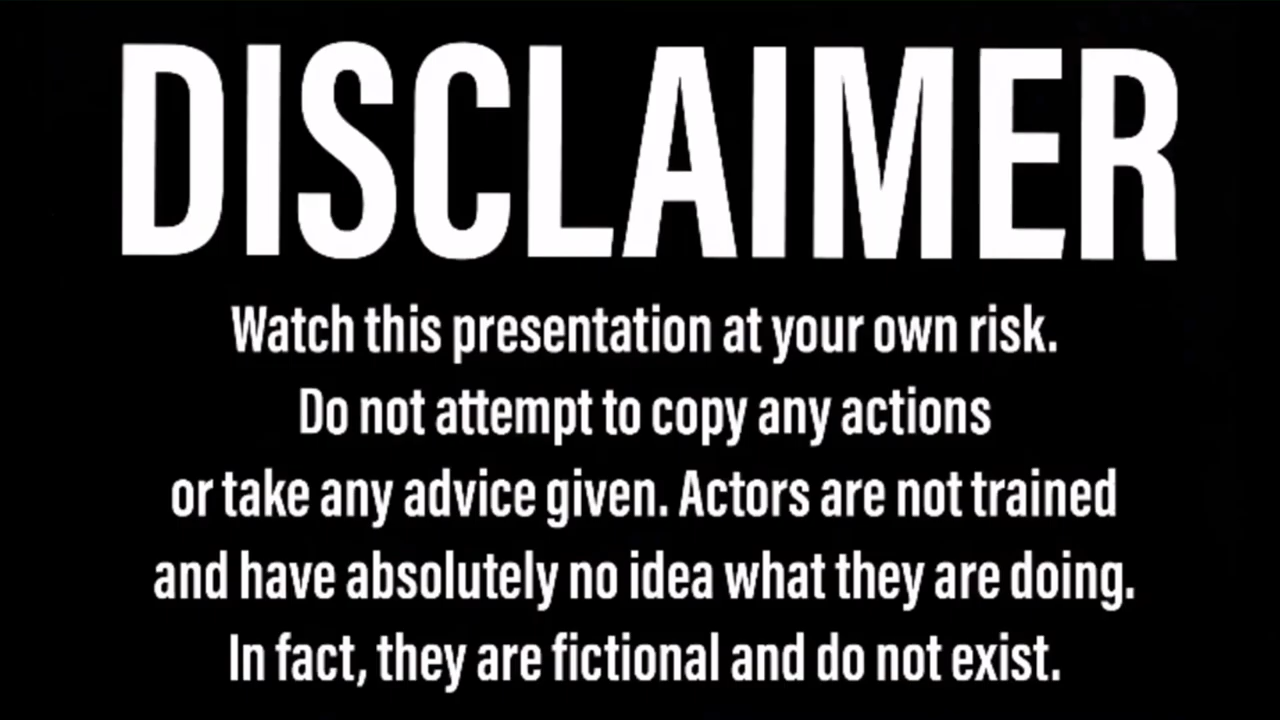 DISCLAIMER
Watch this presentation at your own risk.
Do not attempt to copy any actions
or take any advice given. Actors are not trained
and have absolutely no idea what they are doing.
In fact, they are fictional and do not exist.